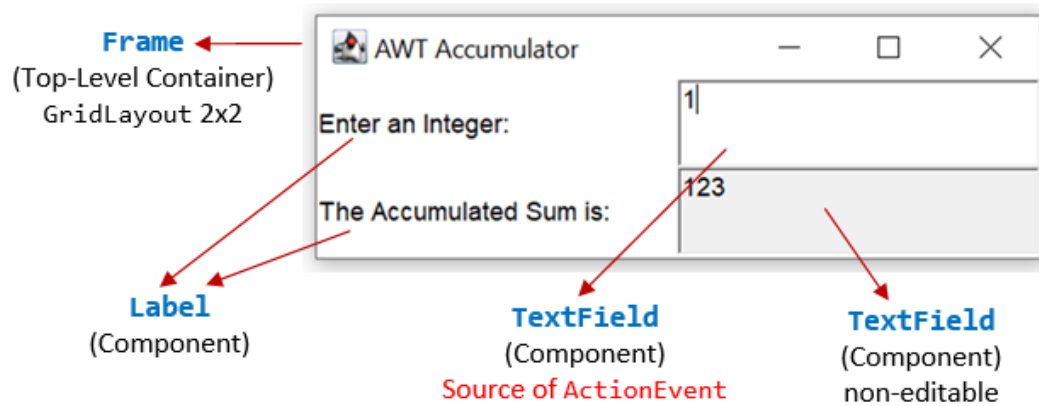 Frame
(Top-Level Container)
GridLayout 2x2
AWT Accumulator
Enter an Integer:
1
The Accumulated Sum is:
123
Label
(Component)
TextField
(Component)
Source of ActionEvent
TextField
(Component)
non-editable